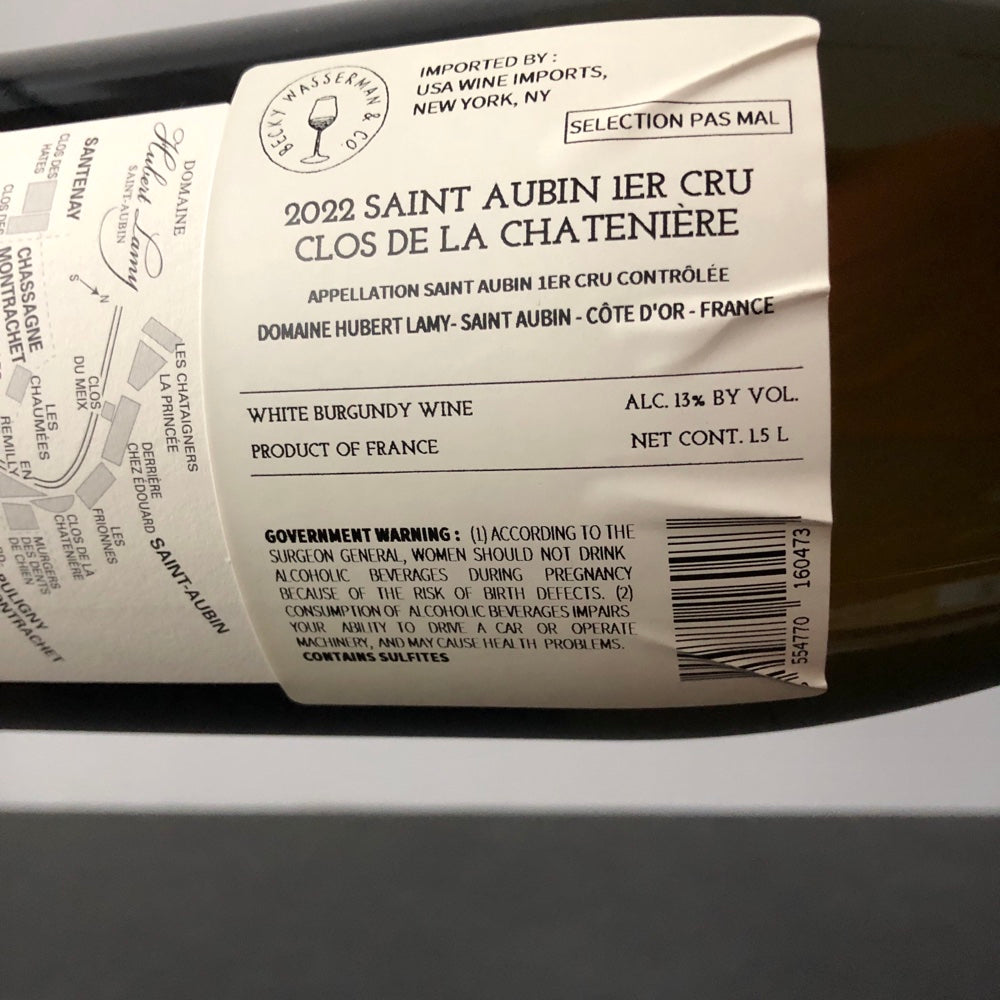 BECKY WASSERMAN & CO.
IMPORTED BY :
USA WINE IMPORTS,
NEW YORK, NY
SELECTION PAS MAL
2022 SAINT AUBIN 1ER CRU
CLOS DE LA CHATENIÈRE
APPELLATION SAINT AUBIN 1ER CRU CONTRÔLÉE
DOMAINE HUBERT LAMY- SAINT AUBIN - CÔTE D'OR - FRANCE
WHITE BURGUNDY WINE
ALC. 13% BY VOL.
PRODUCT OF FRANCE
NET CONT. 1.5 L
GOVERNMENT WARNING : (1) ACCORDING TO THE
SURGEON GENERAL, WOMEN SHOULD NOT DRINK
ALCOHOLIC BEVERAGES DURING PREGNANCY
BECAUSE OF THE RISK OF BIRTH DEFECTS. (2)
CONSUMPTION OF ALCOHOLIC BEVERAGES IMPAIRS
YOUR ABILITY TO DRIVE A CAR OR OPERATE
MACHINERY, AND MAY CAUSE HEALTH PROBLEMS.
CONTAINS SULFITES
554770 160473
DOMAINE
Hubert Lamy
SAINT-AUBIN
S
N
SANTENAY
CLOS DES
HATES
CHASSAGNE
MONTRACHET
LES CHATAIGNERS
LA PRINCÉE
CLOS
DU MEIX
DERRIÈRE
CHEZ EDOUARD
LES
CHAUMÉES
LES
FRIONNES
EN
REMILLY
CLOS DE LA
CHATENIÈRE
MURGERS
DES DENTS
DE CHIEN
SAINT-AUBIN
PULIGNY